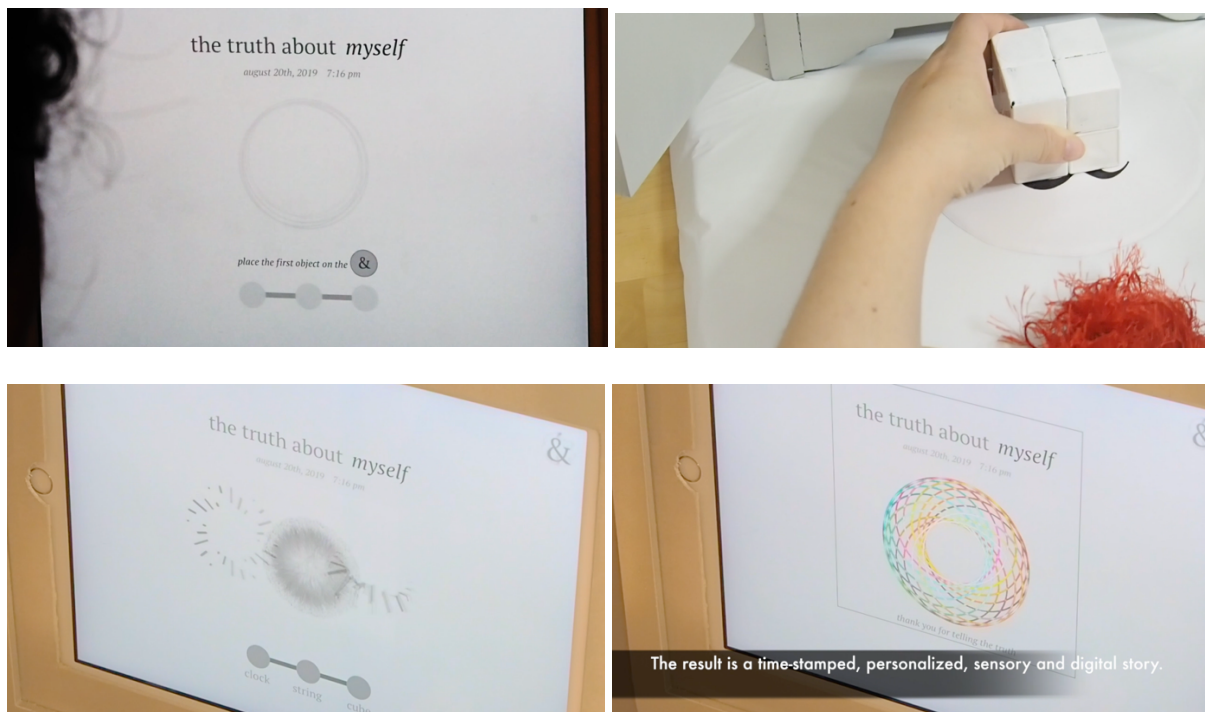 the truth about myself
august 20th, 2019 7:16 pm
place the first object on the &
the truth about myself
august 20th, 2019 7:16 pm
&
clock
string
cube
the truth about myself
august 20th, 2019 7:16 pm
&
thank you for telling the truth
The result is a time-stamped, personalized, sensory and digital story.